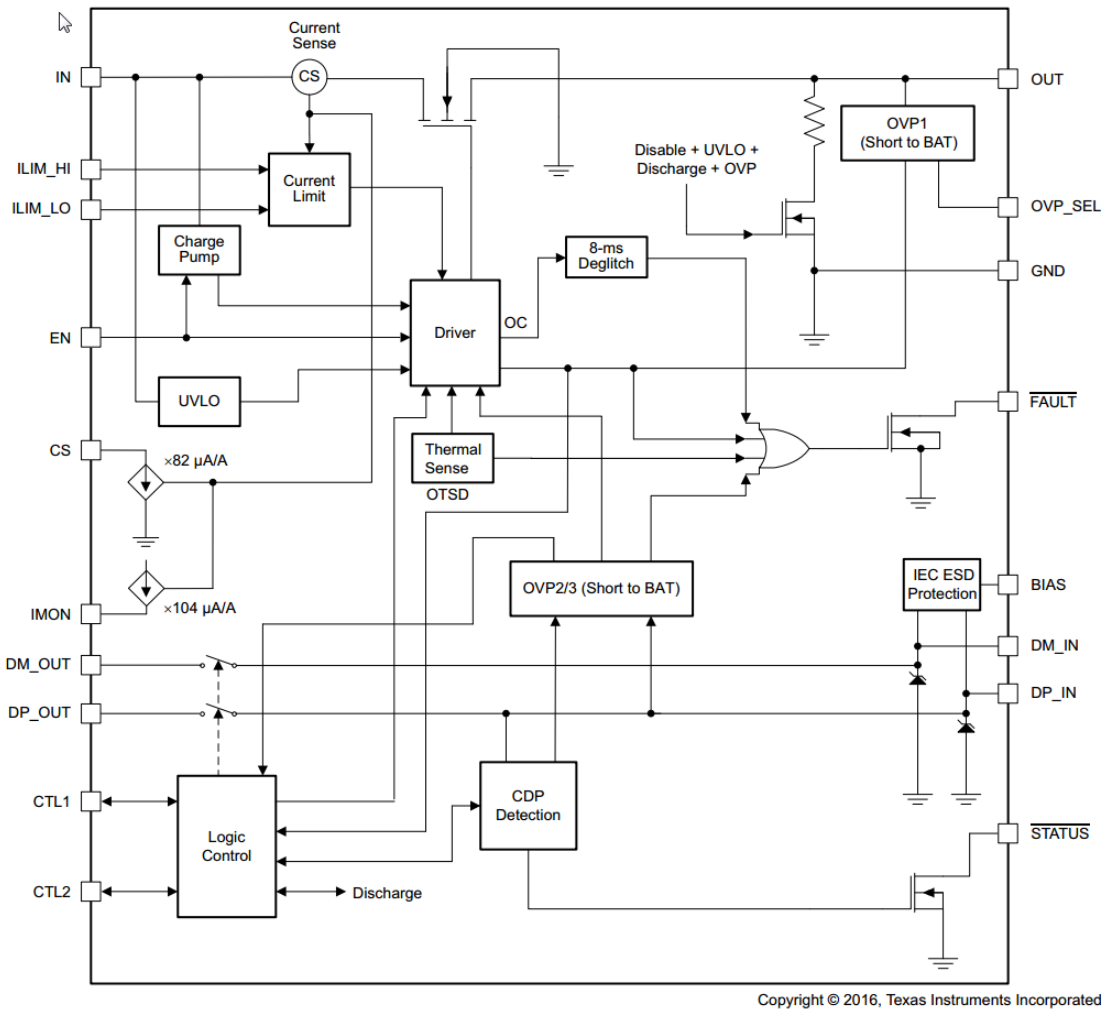 Current
Sense
IN
CS
OUT
OVP1
(Short to BAT)
Disable + UVLO +
Discharge + OVP
ILIM_HI
Current
Limit
ILIM_LO
OVP_SEL
Charge
Pump
8-ms
Deglitch
GND
OC
EN
Driver
UVLO
FAULT
CS
×82 µA/A
Thermal
Sense
OTSD
IEC ESD
Protection
BIAS
OVP2/3 (Short to BAT)
×104 µA/A
IMON
DM_IN
DM_OUT
DP_IN
DP_OUT
CTL1
CDP
Detection
STATUS
Logic
Control
CTL2
Discharge
Copyright © 2016, Texas Instruments Incorporated